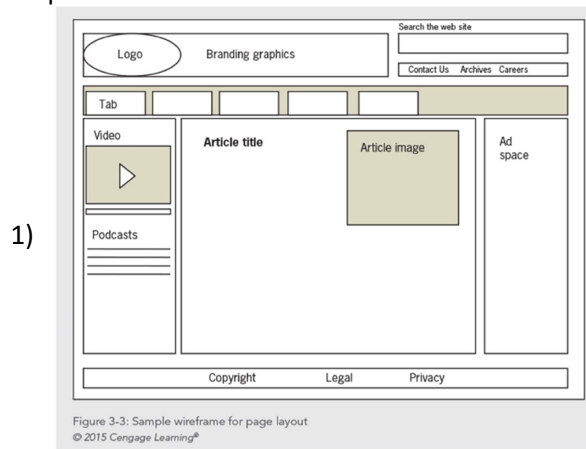 Search the web site
Logo
Branding graphics
Contact Us Archives Careers
Tab
Video
Article title
Article image
Ad
space
1)
Podcasts
Copyright Legal Privacy
Figure 3-3: Sample wireframe for page layout
© 2015 Cengage Learning®